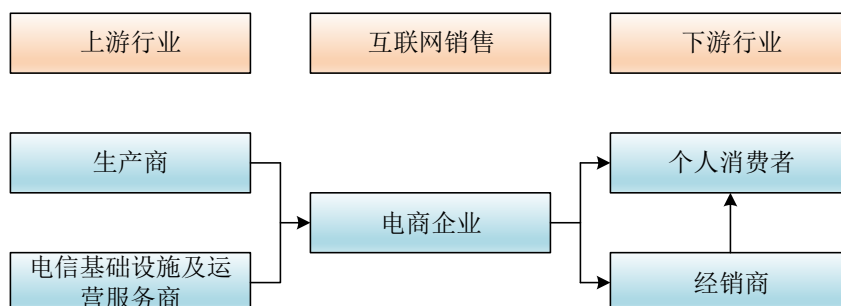 上游行业
互联网销售
下游行业
生产商
个人消费者
电商企业
电信基础设施及运
营服务商
经销商